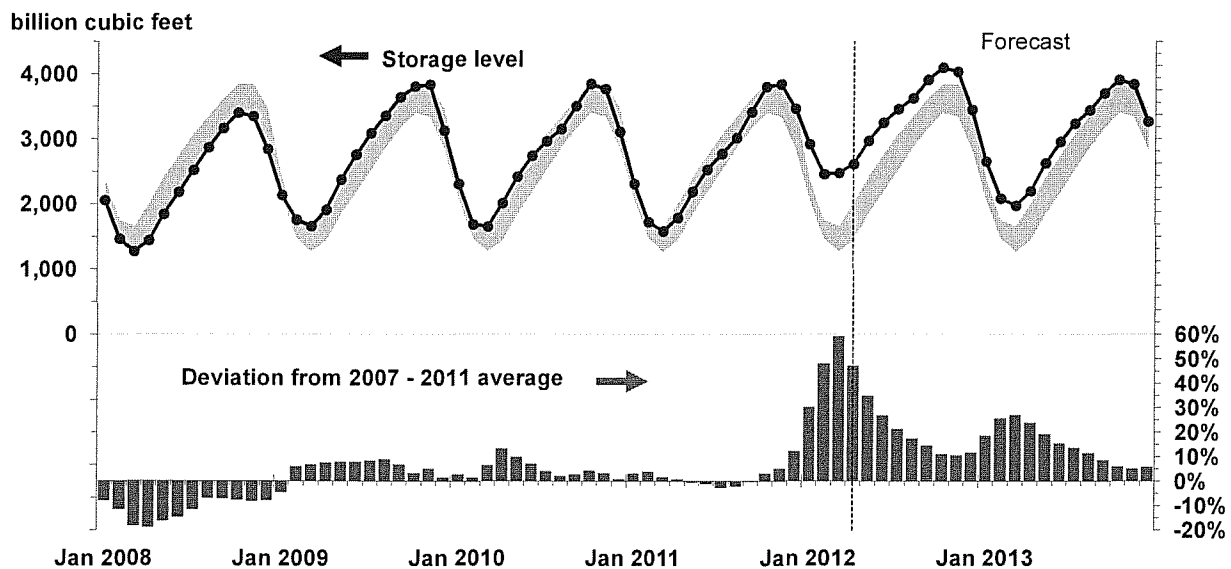 billion cubic feet
Storage level
Forecast
4,000
3,000
2,000
1,000
0
60%
50%
40%
30%
20%
10%
0%
-10%
-20%
Deviation from 2007 - 2011 average
Jan 2008
Jan 2009
Jan 2010
Jan 2011
Jan 2012
Jan 2013